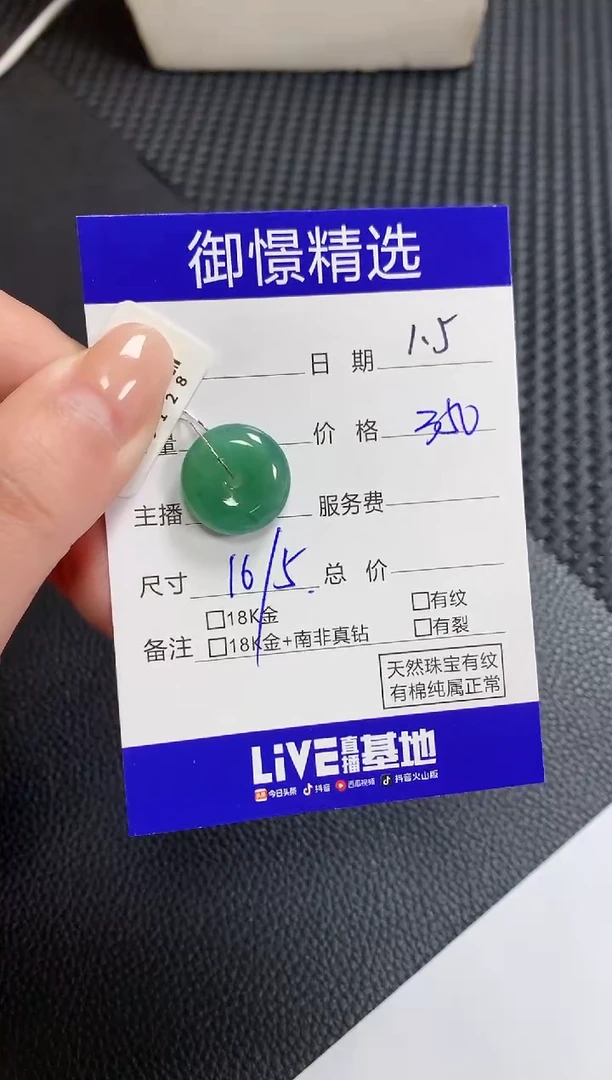 御憬精选
日期 1.5
量 价格 350
主播 服务费
尺寸 16/5. 总价
备注 □18K金 □有纹
□18K金+南非真钻 □有裂
天然珠宝有纹
有棉纯属正常
LIVE直播基地
今日头条 抖音 西瓜视频 抖音火山版